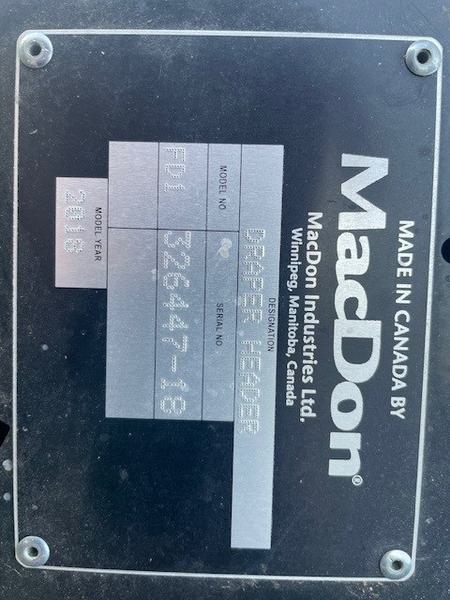 MADE IN CANADA BY
MacDon®
MacDon Industries Ltd.
Winnipeg, Manitoba, Canada
DESIGNATION
DRAPER HEADER
MODEL NO SERIAL NO
FD1 326447-18
MODEL YEAR
2018